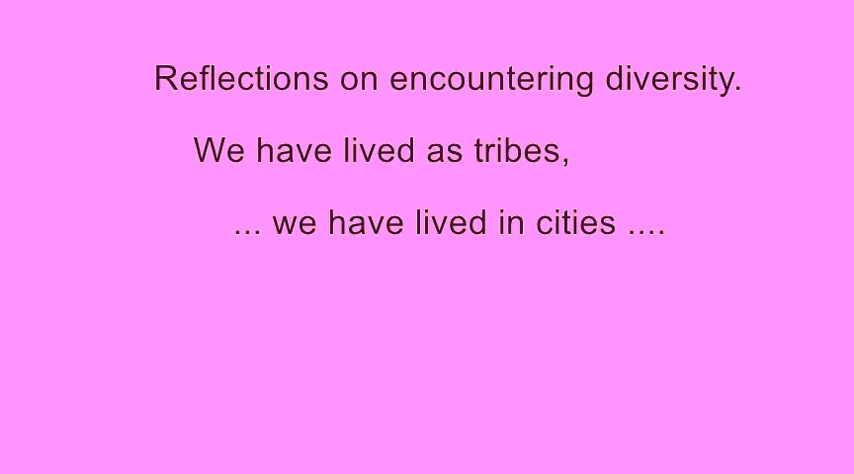 Reflections on encountering diversity.
We have lived as tribes,
... we have lived in cities ....